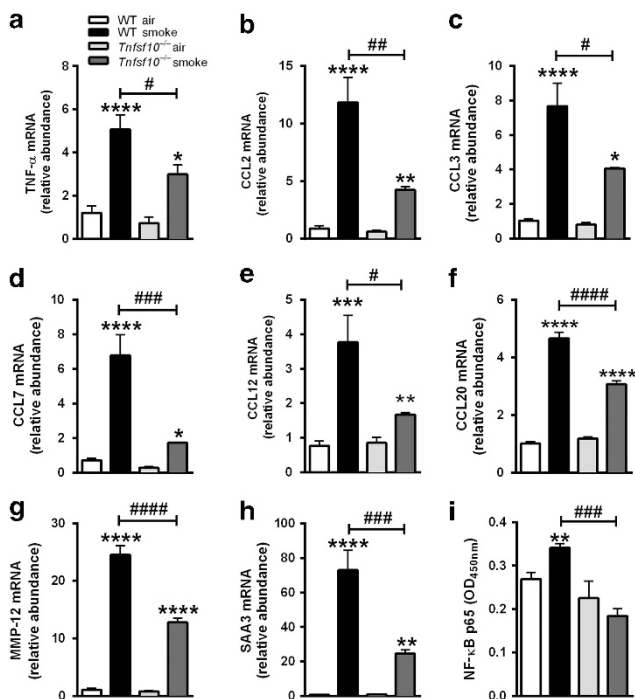 WT air
WT smoke
Tnfsf10⁻/⁻ air
Tnfsf10⁻/⁻ smoke
a
TNF-α mRNA
(relative abundance)
8
6
4
2
0
****
#
*
b
CCL2 mRNA
(relative abundance)
20
15
10
5
0
****
##
**
c
CCL3 mRNA
(relative abundance)
10
8
6
4
2
0
****
#
*
d
CCL7 mRNA
(relative abundance)
10
8
6
4
2
0
****
###
*
e
CCL12 mRNA
(relative abundance)
5
4
3
2
1
0
***
#
**
f
CCL20 mRNA
(relative abundance)
6
4
2
0
****
####
****
g
MMP-12 mRNA
(relative abundance)
30
20
10
0
****
####
****
h
SAA3 mRNA
(relative abundance)
100
80
60
40
20
0
****
###
**
i
NF-κB p65 (OD450nm)
0.4
0.3
0.2
0.1
0.0
**
###